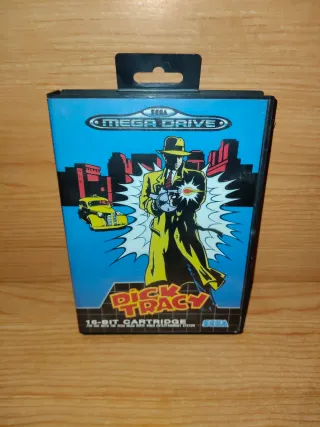 SEGA
MEGA DRIVE
DICK
TRACY
16-BIT CARTRIDGE
SEGA